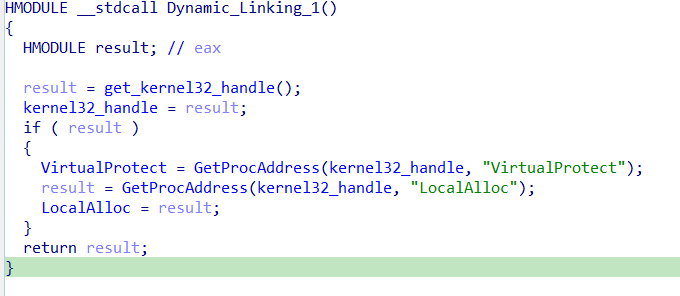 HMODULE __stdcall Dynamic_Linking_1()
{
  HMODULE result; // eax

  result = get_kernel32_handle();
  kernel32_handle = result;
  if ( result )
  {
    VirtualProtect = GetProcAddress(kernel32_handle, "VirtualProtect");
    result = GetProcAddress(kernel32_handle, "LocalAlloc");
    LocalAlloc = result;
  }
  return result;
}